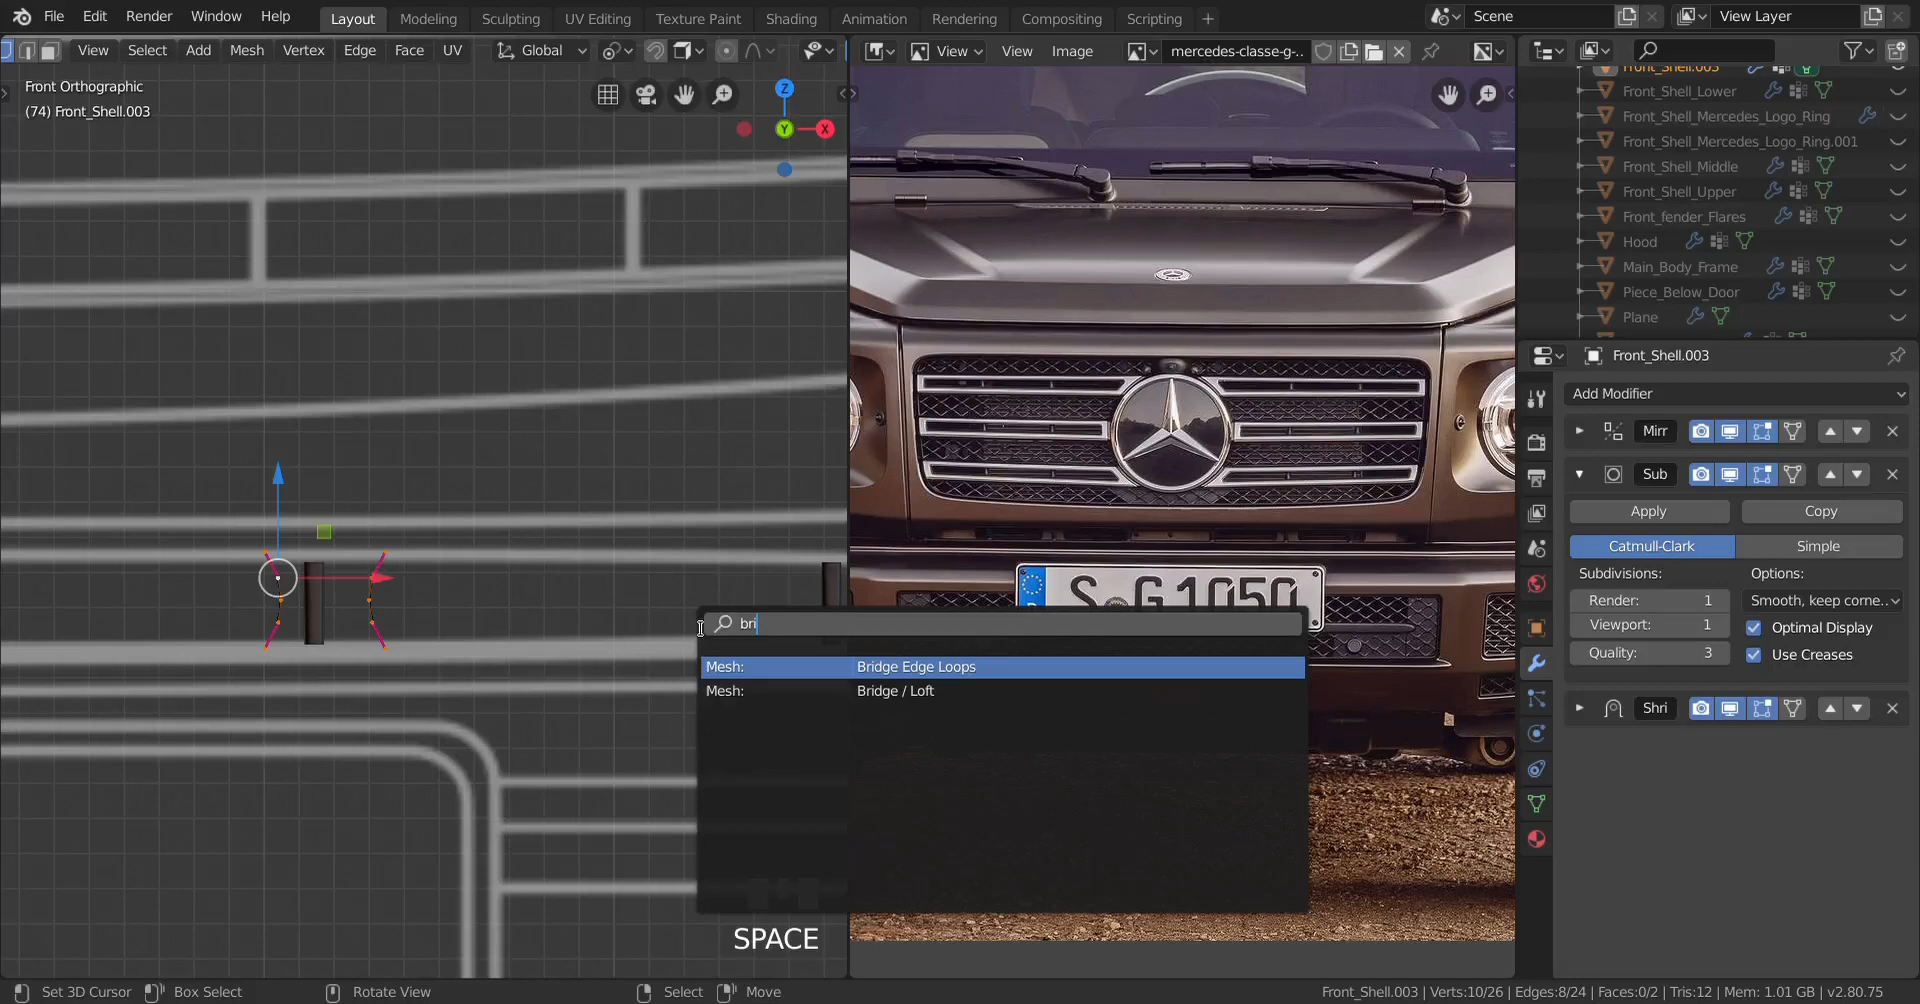 File Edit Render Window Help Layout Modeling Sculpting UV Editing Texture Paint Shading Animation Rendering Compositing Scripting + Scene View Layer
View Select Add Mesh Vertex Edge Face UV Global View View Image mercedes-classe-g-..
Front Orthographic
(74) Front_Shell.003
Z
Y
X
Front_Shell.003
Front_Shell_Lower
Front_Shell_Mercedes_Logo_Ring
Front_Shell_Mercedes_Logo_Ring.001
Front_Shell_Middle
Front_Shell_Upper
Front_fender_Flares
Hood
Main_Body_Frame
Piece_Below_Door
Plane
Front_Shell.003
Add Modifier
Mirr
Sub
Apply Copy
Catmull-Clark Simple
Subdivisions: Options:
Render: 1 Smooth, keep corne..
Viewport: 1 Optimal Display
Quality: 3 Use Creases
Shri
S G 1050
bri
Mesh: Bridge Edge Loops
Mesh: Bridge / Loft
SPACE
Set 3D Cursor Box Select Rotate View Select Move Front_Shell.003 | Verts:10/26 | Edges:8/24 | Faces:0/2 | Tris:12 | Mem: 1.01 GB | v2.80.75